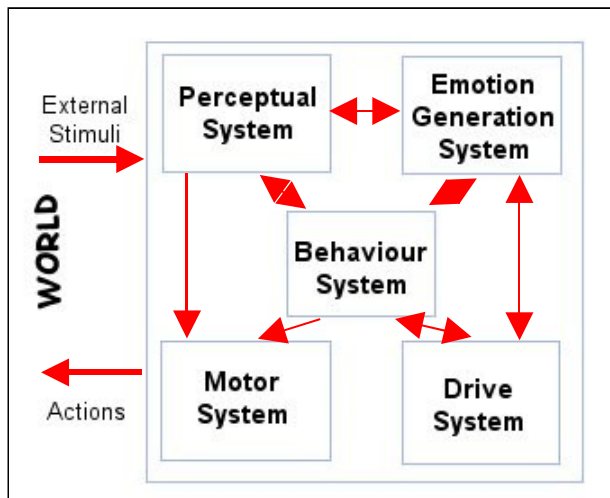 External
Stimuli
WORLD
Actions
Perceptual
System
Emotion
Generation
System
Behaviour
System
Motor
System
Drive
System